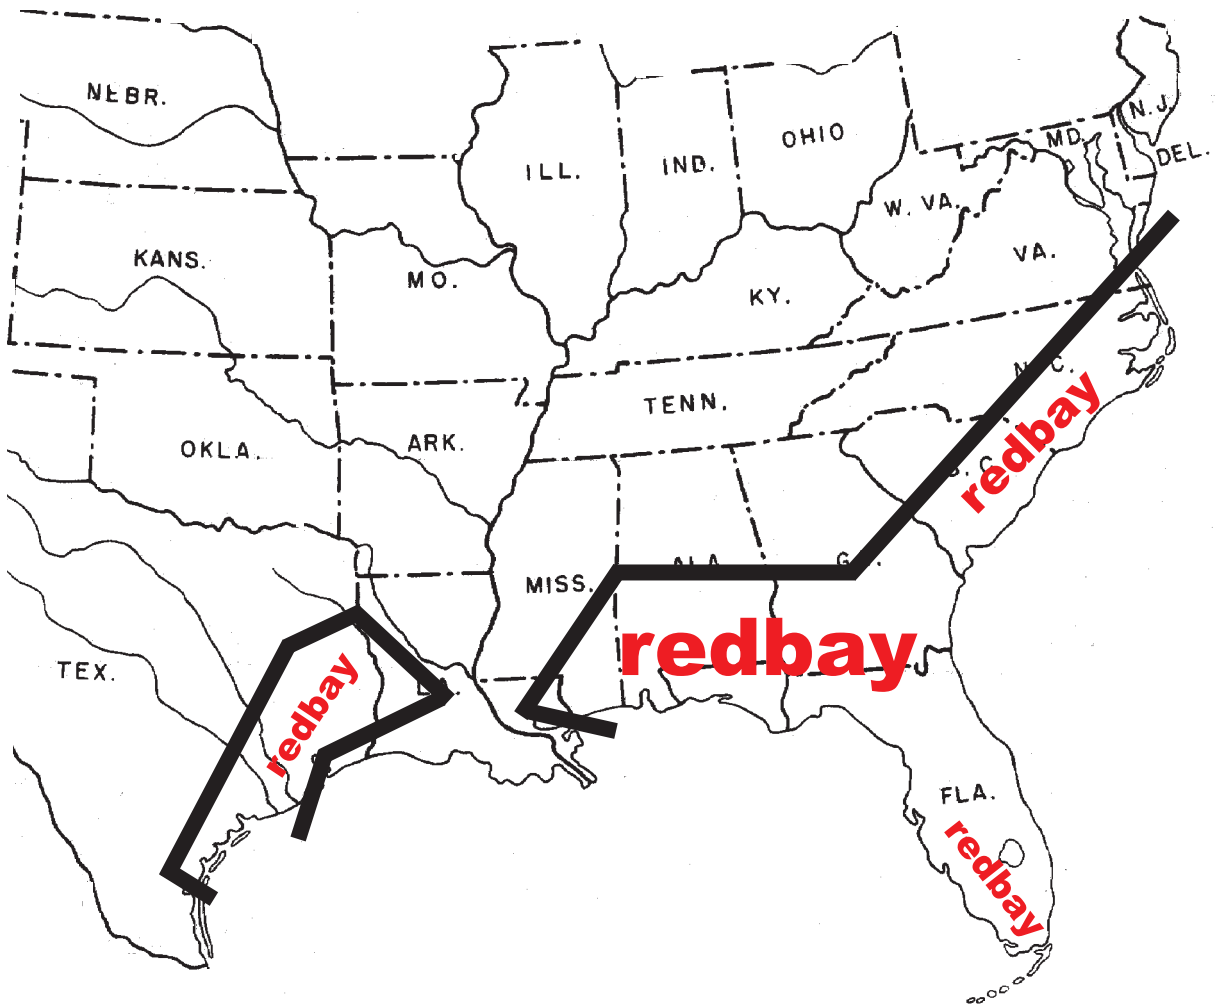 NEBR.
N.J.
OHIO
MD.
DEL.
ILL.
IND.
W. VA.
KANS.
VA.
MO.
KY.
TENN.
redbay
OKLA.
ARK.
MISS.
redbay
TEX.
redbay
FLA.
redbay